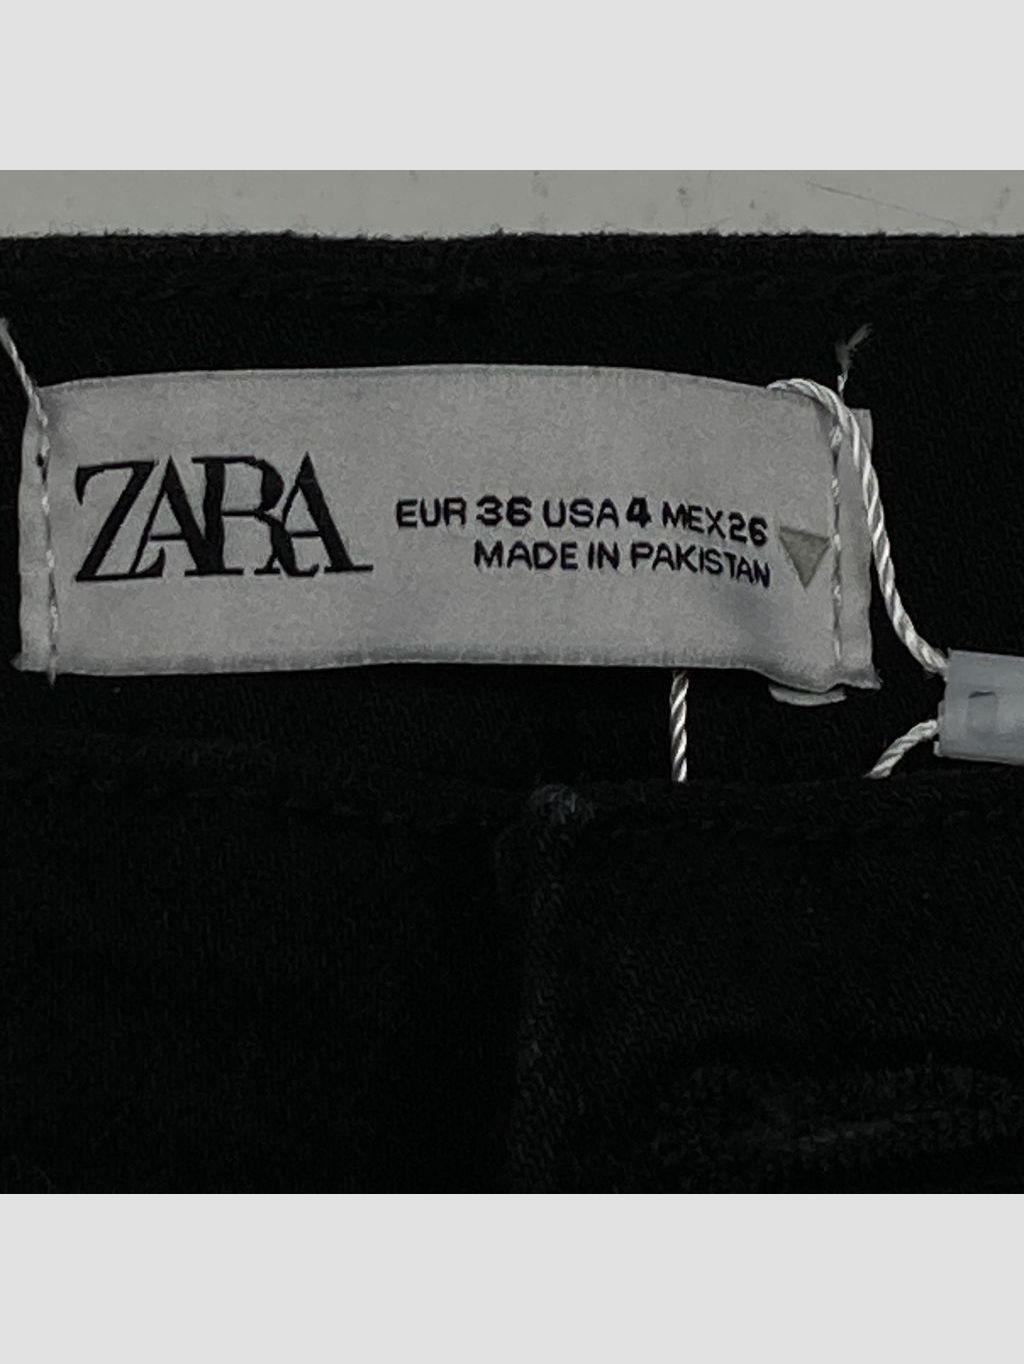 ZARA
EUR 36 USA 4 MEX 26
MADE IN PAKISTAN